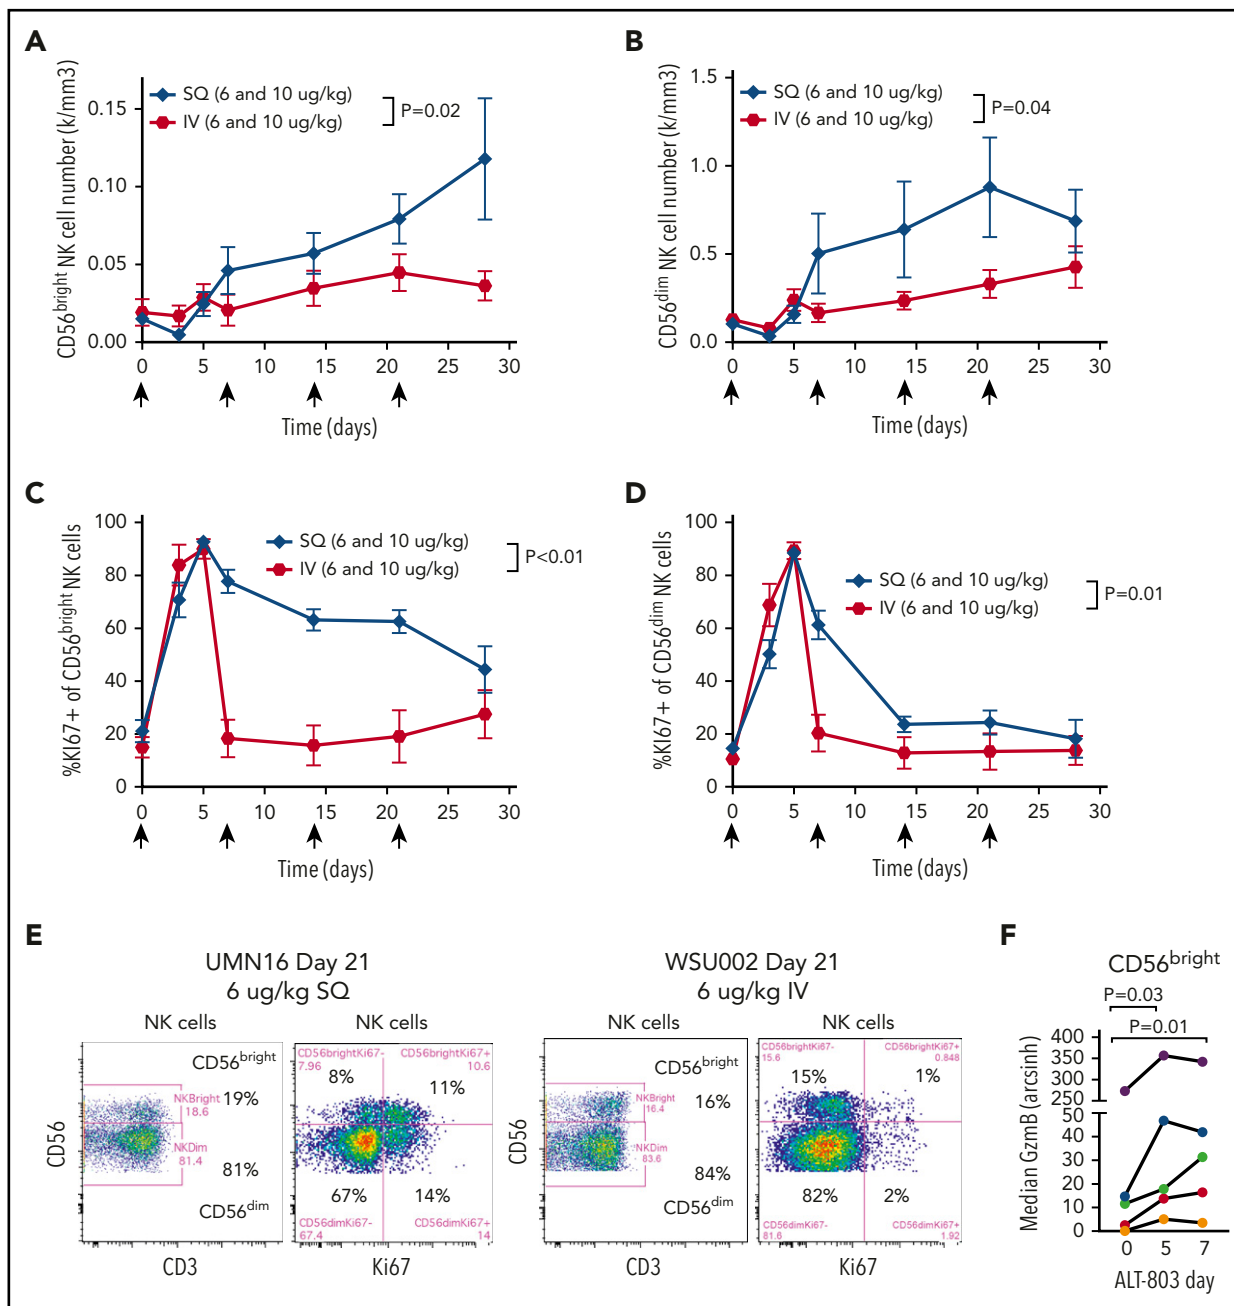 A
CD56bright NK cell number (k/mm3)
SQ (6 and 10 ug/kg)
IV (6 and 10 ug/kg)
P=0.02
0.15
0.10
0.05
0.00
0 5 10 15 20 25 30
Time (days)
B
CD56dim NK cell number (k/mm3)
SQ (6 and 10 ug/kg)
IV (6 and 10 ug/kg)
P=0.04
1.5
1.0
0.5
0.0
0 5 10 15 20 25 30
Time (days)
C
%KI67+ of CD56bright NK cells
SQ (6 and 10 ug/kg)
IV (6 and 10 ug/kg)
P<0.01
100
80
60
40
20
0
0 5 10 15 20 25 30
Time (days)
D
%KI67+ of CD56dim NK cells
SQ (6 and 10 ug/kg)
IV (6 and 10 ug/kg)
P=0.01
100
80
60
40
20
0
0 5 10 15 20 25 30
Time (days)
E
UMN16 Day 21
6 ug/kg SQ
NK cells
CD56bright
NKBright
18.6
19%
NKDim
81.4
81%
CD56dim
CD56
CD3
NK cells
CD56brightKi67-
7.96
CD56brightKi67+
10.6
8%
11%
67%
14%
CD56dimKi67-
67.4
CD56dimKi67+
14
Ki67
WSU002 Day 21
6 ug/kg IV
NK cells
CD56bright
NKBright
16.4
16%
NKDim
83.6
84%
CD56dim
CD56
CD3
NK cells
CD56brightKi67-
15.6
CD56brightKi67+
0.848
15%
1%
82%
2%
CD56dimKi67-
81.6
CD56dimKi67+
1.92
Ki67
F
CD56bright
P=0.03
P=0.01
Median GzmB (arcsinh)
400
350
300
250
50
40
30
20
10
0
0 5 7
ALT-803 day